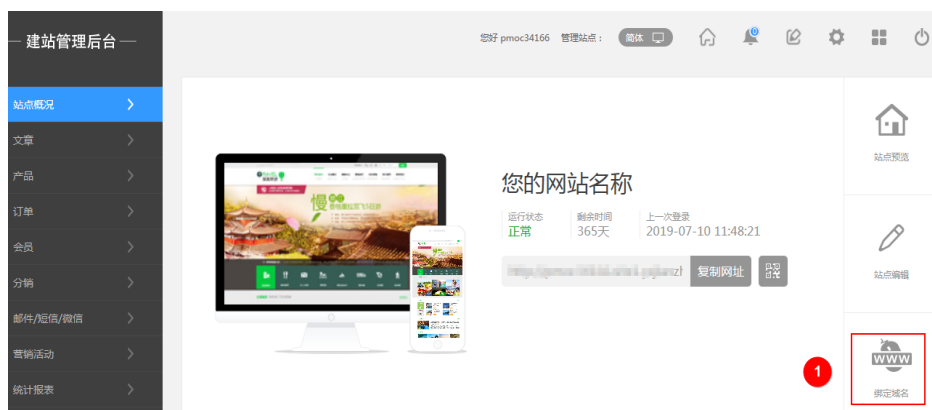 建站管理后台
您好 pmoc34166 管理站点： 简体
站点概况
文章
产品
订单
会员
分销
邮件/短信/微信
营销活动
统计报表
慢
您的网站名称
运行状态 剩余时间 上一次登录
正常 365天 2019-07-10 11:48:21
复制网址
站点预览
站点编辑
1
WWW
绑定域名